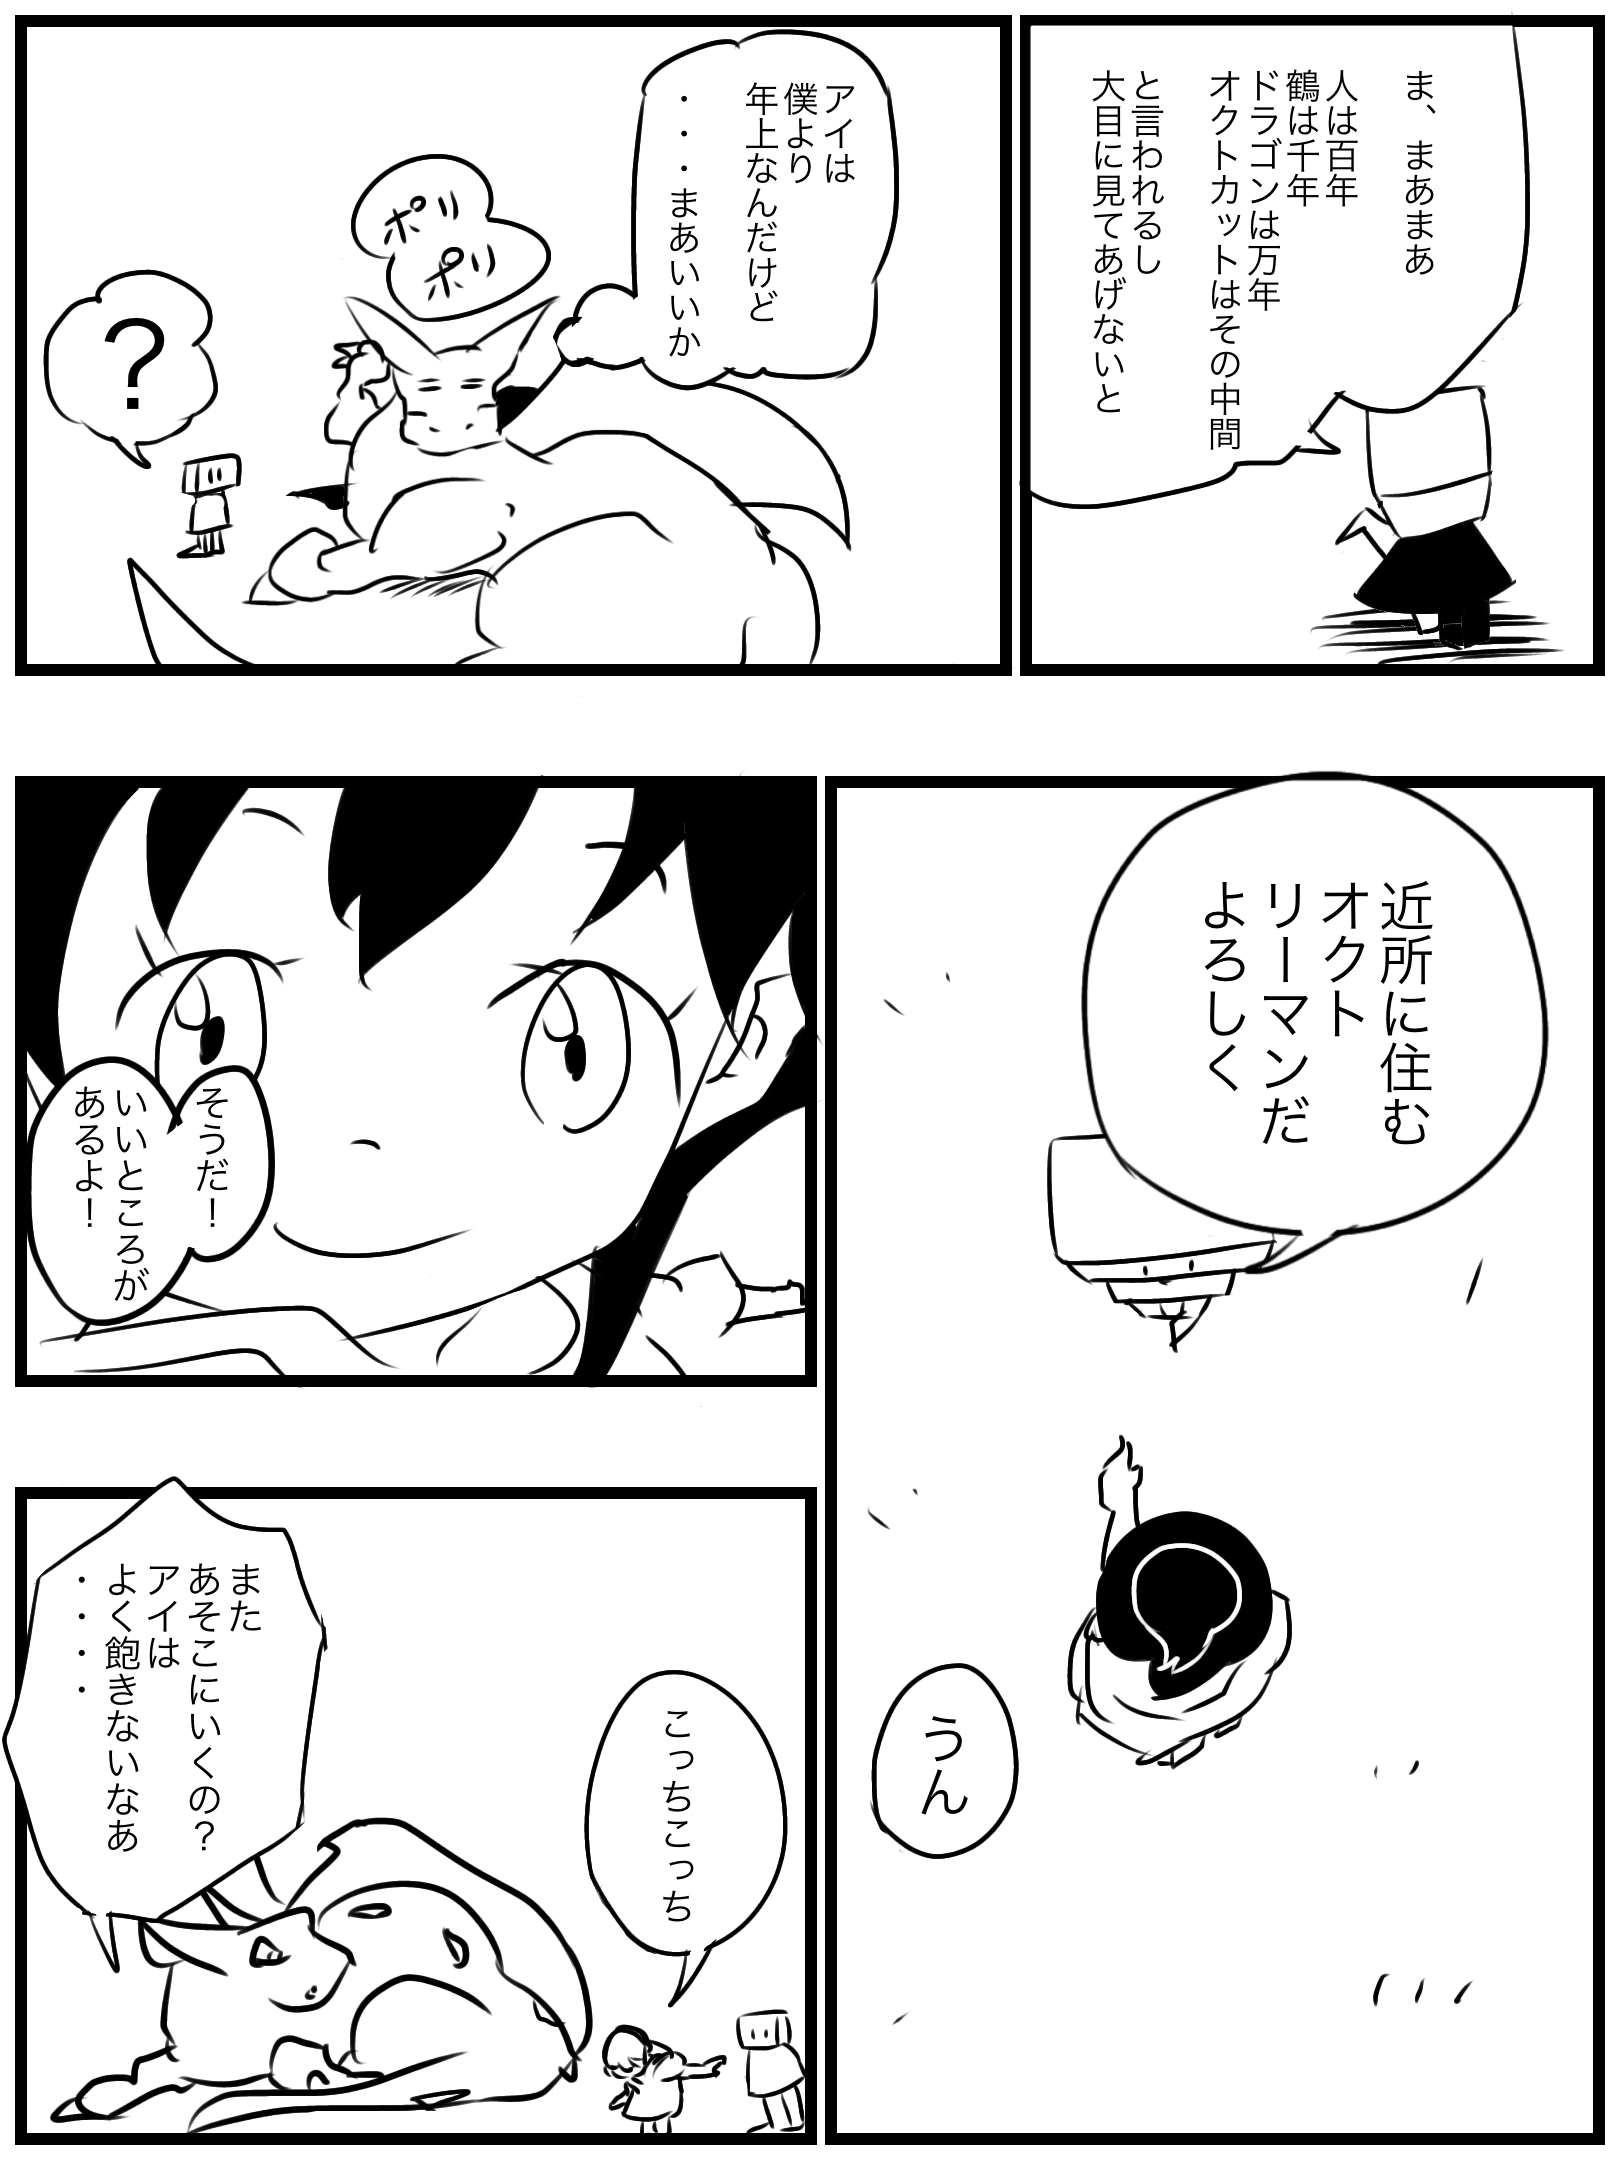 ま、まあまあ
人は百年
鶴は千年
ドラゴンは万年
オクトカットはその中間
と言われるし
大目に見てあげないと
アイは
僕より
年上なんだけど
・・・まあいいか
ポリ
ポリ
?
近所に住む
オクト
リーマンだ
よろしく
うん
そうだ！
いいところが
あるよ！
こっちこっち
また
あそこにいくの？
アイは
よく飽きないなあ
・・・・